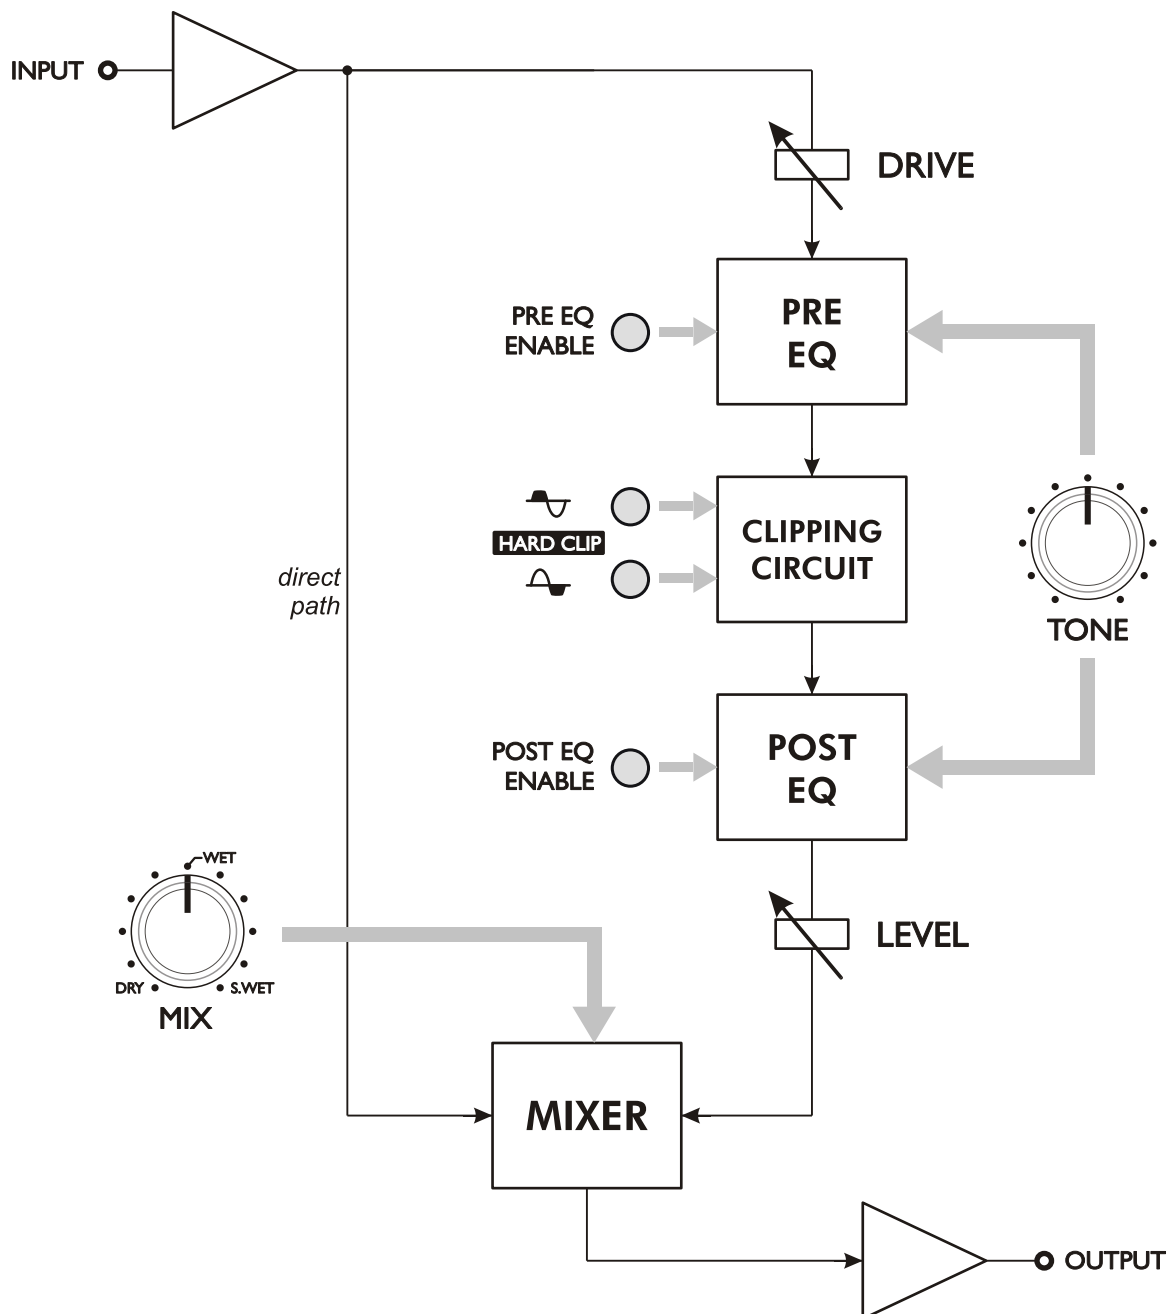 INPUT
DRIVE
PRE EQ
ENABLE
PRE
EQ
HARD CLIP
CLIPPING
CIRCUIT
direct
path
TONE
POST EQ
ENABLE
POST
EQ
WET
DRY
S.WET
MIX
LEVEL
MIXER
OUTPUT